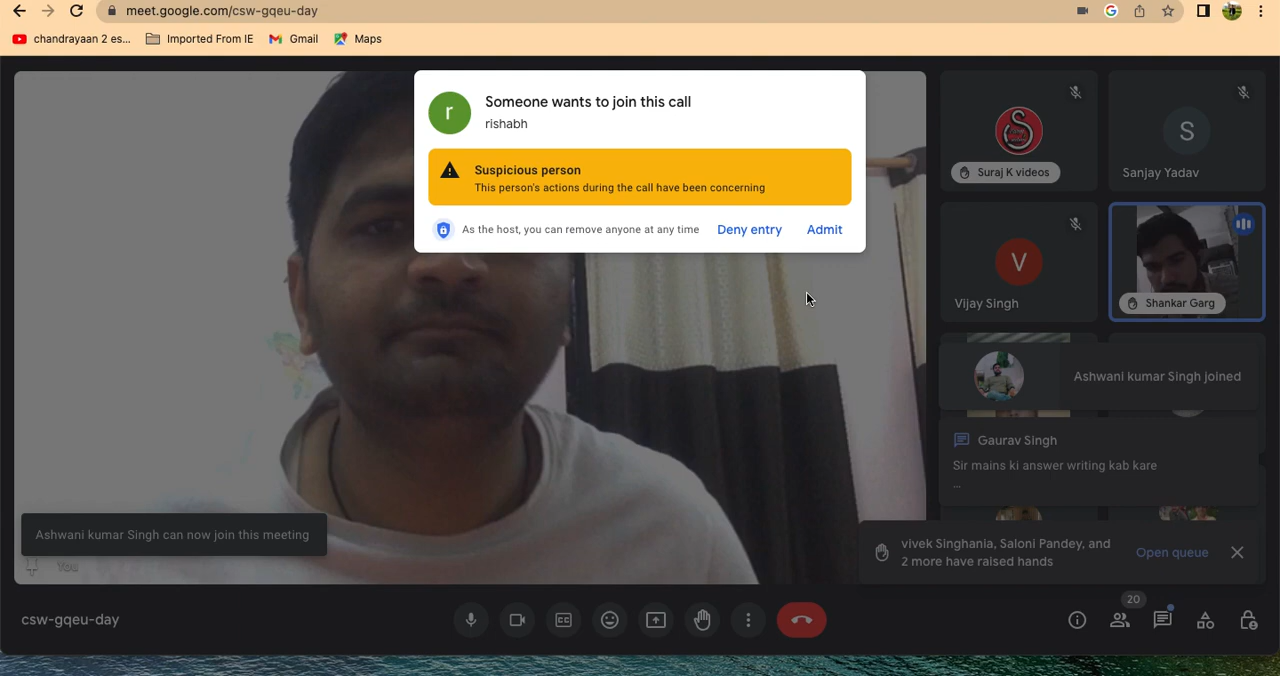 meet.google.com/csw-gqeu-day
chandrayaan 2 es...
Imported From IE
Gmail
Maps
r
Someone wants to join this call
rishabh
Suspicious person
This person's actions during the call have been concerning
As the host, you can remove anyone at any time
Deny entry
Admit
Suraj K videos
S
Sanjay Yadav
V
Vijay Singh
Shankar Garg
Ashwani kumar Singh joined
Gaurav Singh
Sir mains ki answer writing kab kare
...
Ashwani kumar Singh can now join this meeting
You
vivek Singhania, Saloni Pandey, and
2 more have raised hands
Open queue
csw-gqeu-day
20